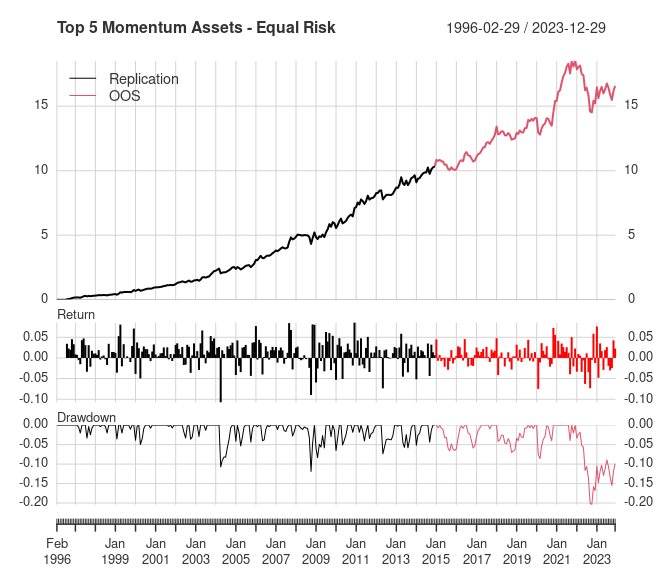 Top 5 Momentum Assets - Equal Risk 1996-02-29 / 2023-12-29
Replication
OOS
15 15
10 10
5 5
0 0
Return
0.05 0.05
0.00 0.00
-0.05 -0.05
-0.10 -0.10
Drawdown
0.00 0.00
-0.05 -0.05
-0.10 -0.10
-0.15 -0.15
-0.20 -0.20
Feb Jan Jan Jan Jan Jan Jan Jan Jan Jan Jan Jan Jan Jan
1996 1999 2001 2003 2005 2007 2009 2011 2013 2015 2017 2019 2021 2023